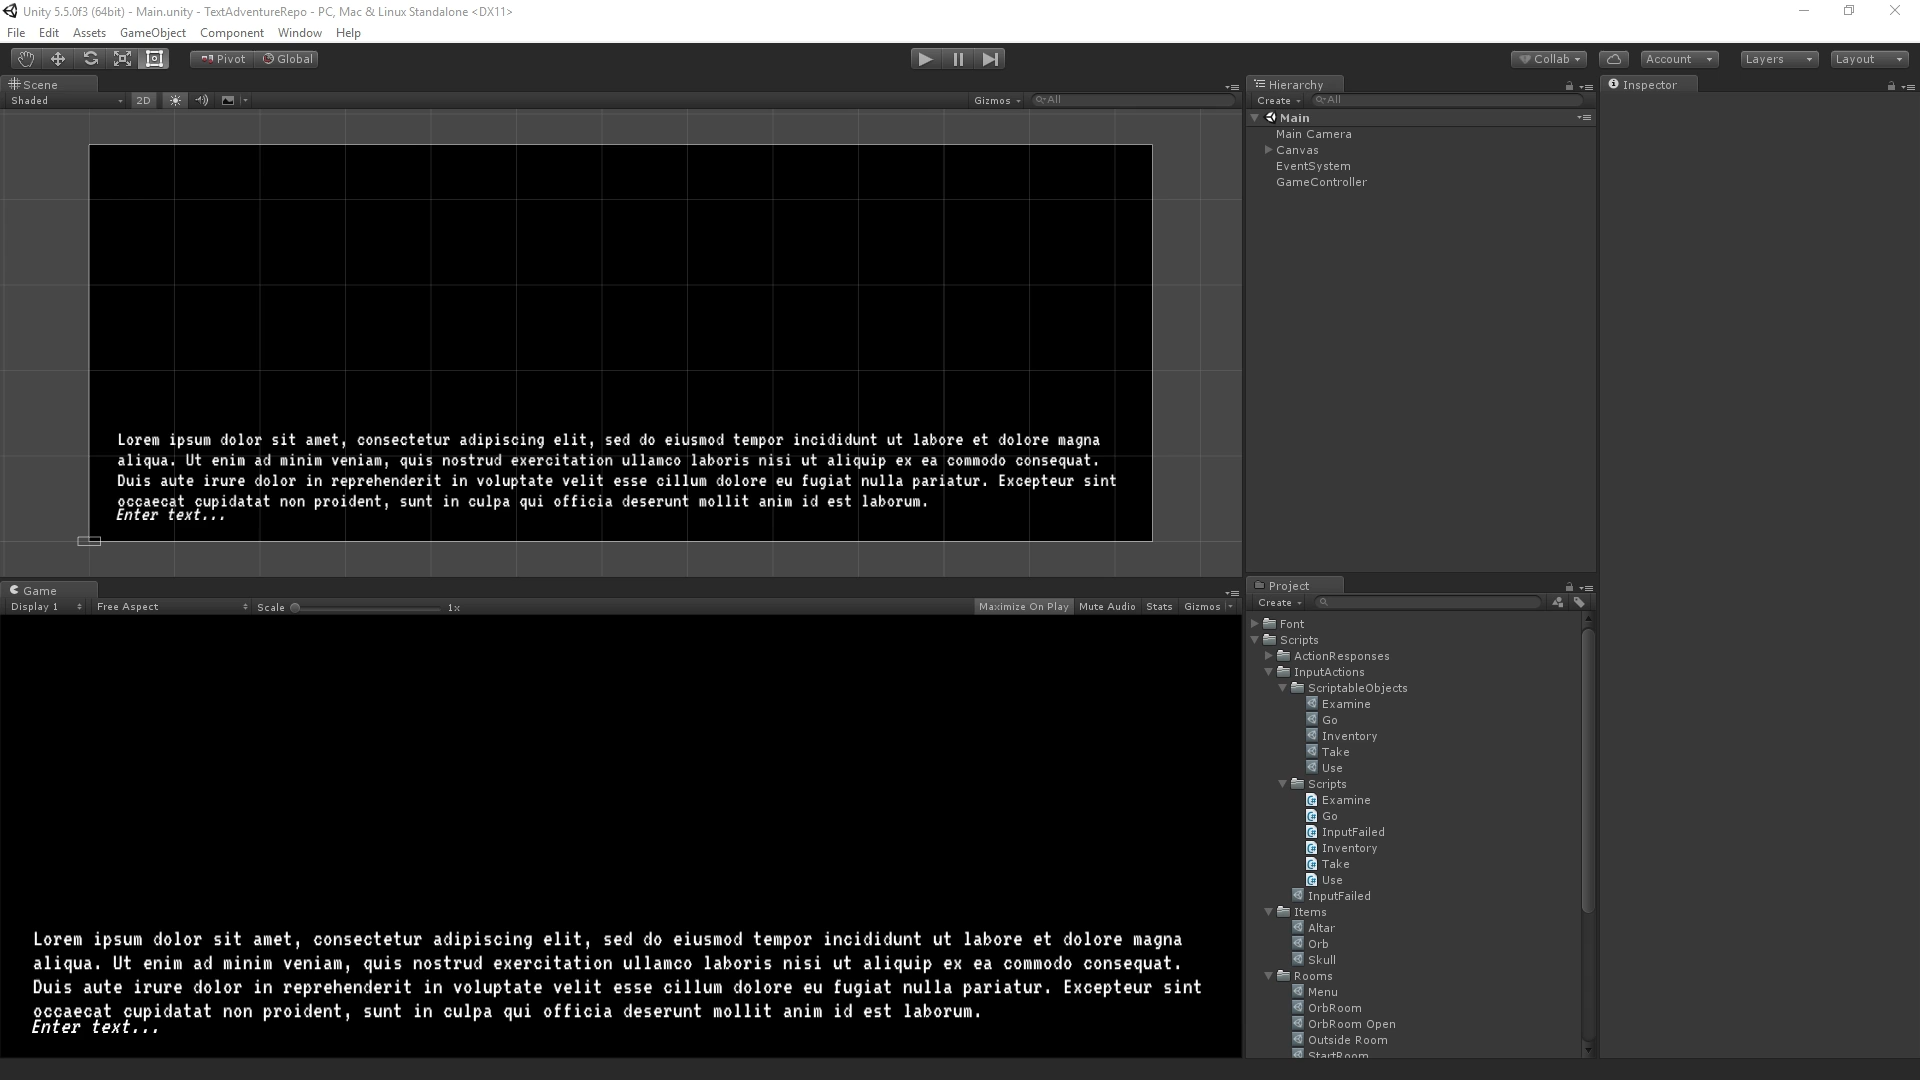 Unity 5.5.0f3 (64bit) - Main.unity - TextAdventureRepo - PC, Mac & Linux Standalone <DX11>
File Edit Assets GameObject Component Window Help
Pivot Global Collab Account Layers Layout
Scene
Shaded 2D Gizmos All
Lorem ipsum dolor sit amet, consectetur adipiscing elit, sed do eiusmod tempor incididunt ut labore et dolore magna
aliqua. Ut enim ad minim veniam, quis nostrud exercitation ullamco laboris nisi ut aliquip ex ea commodo consequat.
Duis aute irure dolor in reprehenderit in voluptate velit esse cillum dolore eu fugiat nulla pariatur. Excepteur sint
occaecat cupidatat non proident, sunt in culpa qui officia deserunt mollit anim id est laborum.
Enter text...
Game
Display 1 Free Aspect Scale 1x Maximize On Play Mute Audio Stats Gizmos
Lorem ipsum dolor sit amet, consectetur adipiscing elit, sed do eiusmod tempor incididunt ut labore et dolore magna
aliqua. Ut enim ad minim veniam, quis nostrud exercitation ullamco laboris nisi ut aliquip ex ea commodo consequat.
Duis aute irure dolor in reprehenderit in voluptate velit esse cillum dolore eu fugiat nulla pariatur. Excepteur sint
occaecat cupidatat non proident, sunt in culpa qui officia deserunt mollit anim id est laborum.
Enter text...
Hierarchy
Create All
Main
Main Camera
Canvas
EventSystem
GameController
Project
Create
Font
Scripts
ActionResponses
InputActions
ScriptableObjects
Examine
Go
Inventory
Take
Use
Scripts
Examine
Go
InputFailed
Inventory
Take
Use
InputFailed
Items
Altar
Orb
Skull
Rooms
Menu
OrbRoom
OrbRoom Open
Outside Room
StartRoom
Inspector